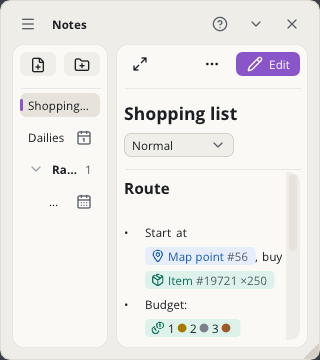 Notes
Shopping...
Dailies
Ra... 1
...
Edit
Shopping list
Normal
Route
• Start at
Map point #56 , buy
Item #19721 ×250
• Budget:
1 2 3